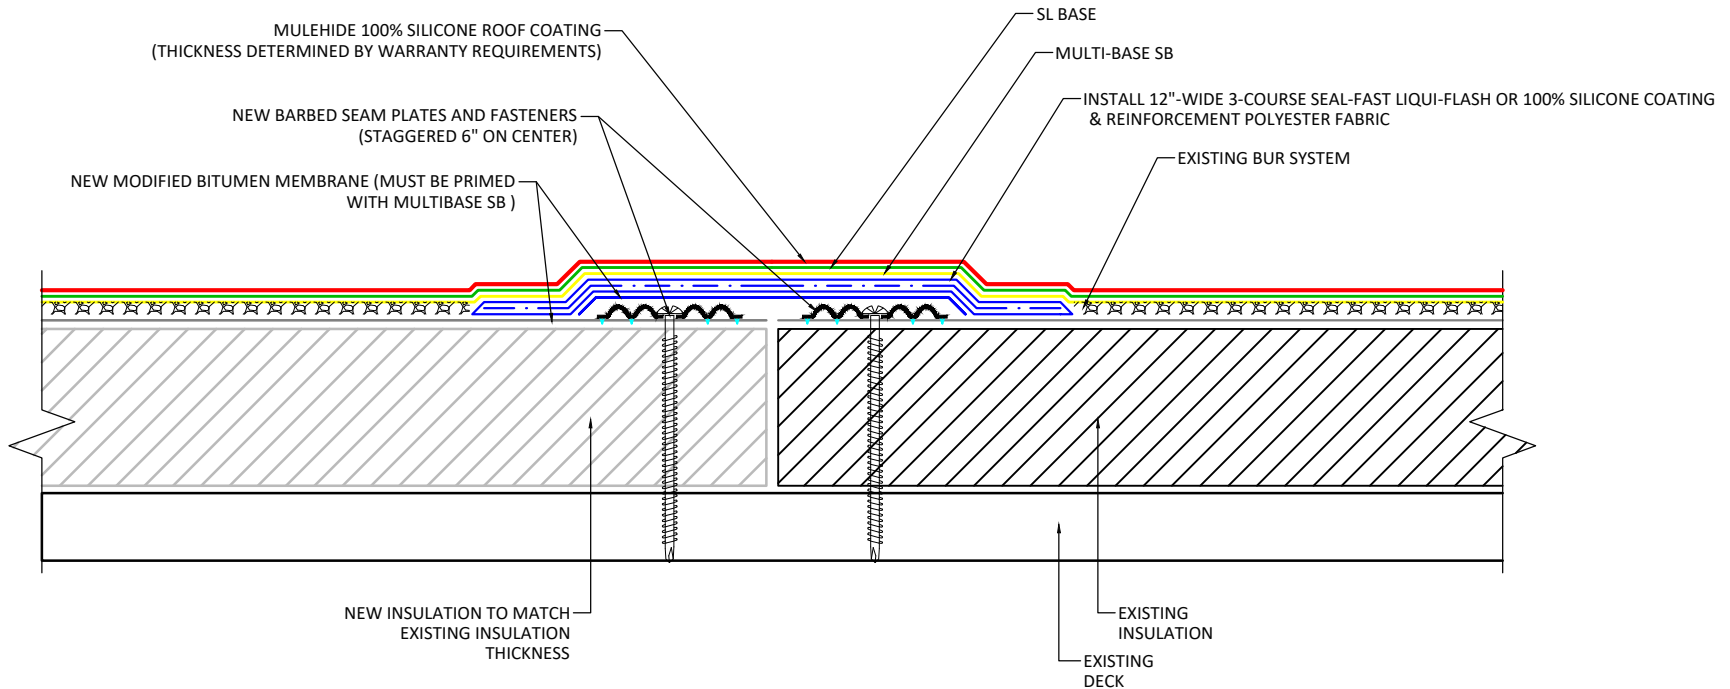 MULEHIDE 100% SILICONE ROOF COATING
(THICKNESS DETERMINED BY WARRANTY REQUIREMENTS)
SL BASE
MULTI-BASE SB
INSTALL 12"-WIDE 3-COURSE SEAL-FAST LIQUI-FLASH OR 100% SILICONE COATING
& REINFORCEMENT POLYESTER FABRIC
NEW BARBED SEAM PLATES AND FASTENERS
(STAGGERED 6" ON CENTER)
EXISTING BUR SYSTEM
NEW MODIFIED BITUMEN MEMBRANE (MUST BE PRIMED
WITH MULTIBASE SB )
NEW INSULATION TO MATCH
EXISTING INSULATION
THICKNESS
EXISTING
INSULATION
EXISTING
DECK